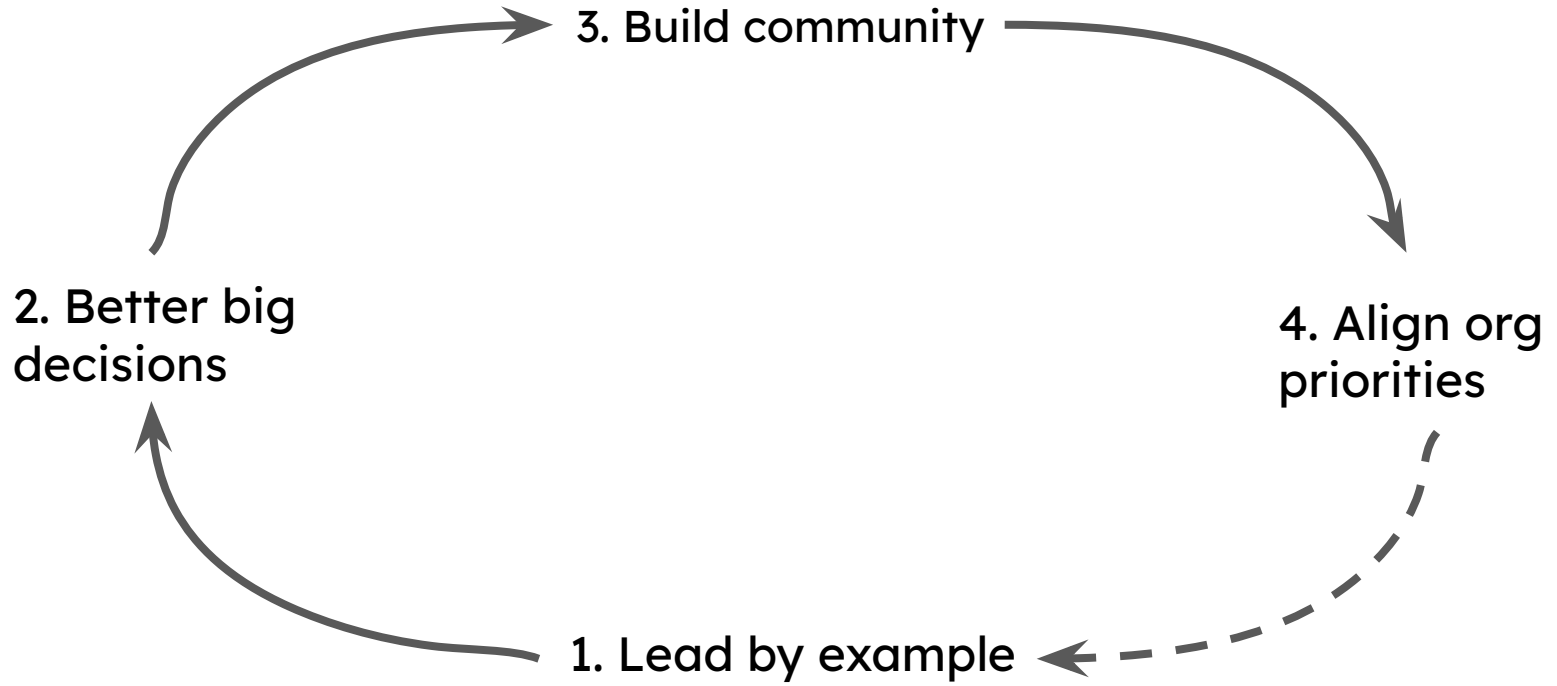 3. Build community
2. Better big
decisions
4. Align org
priorities
1. Lead by example